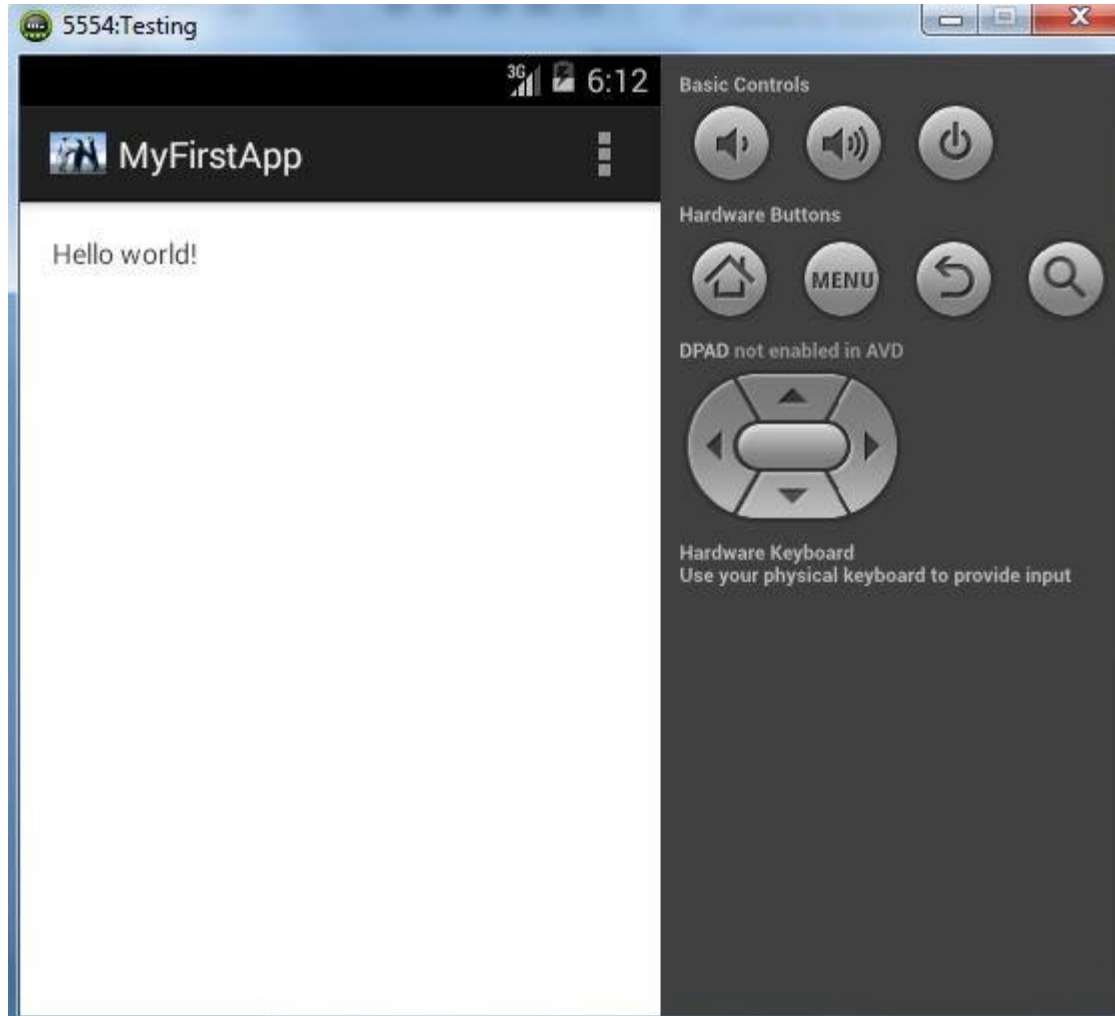 5554:Testing
3G 6:12
MyFirstApp
Hello world!
Basic Controls
Hardware Buttons
MENU
DPAD not enabled in AVD
Hardware Keyboard
Use your physical keyboard to provide input